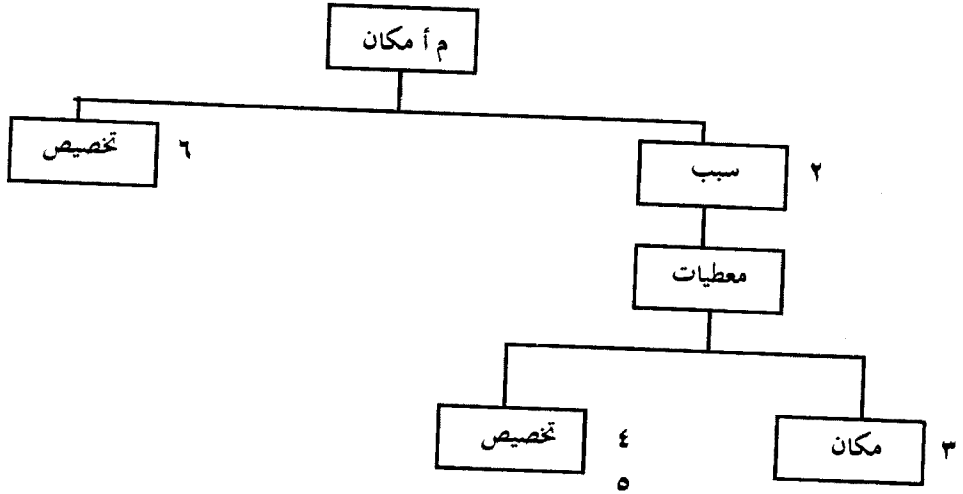 م أ مكان
٢ سبب
٦ تخصيص
معطيات
٣ مكان
٤ تخصيص
٥